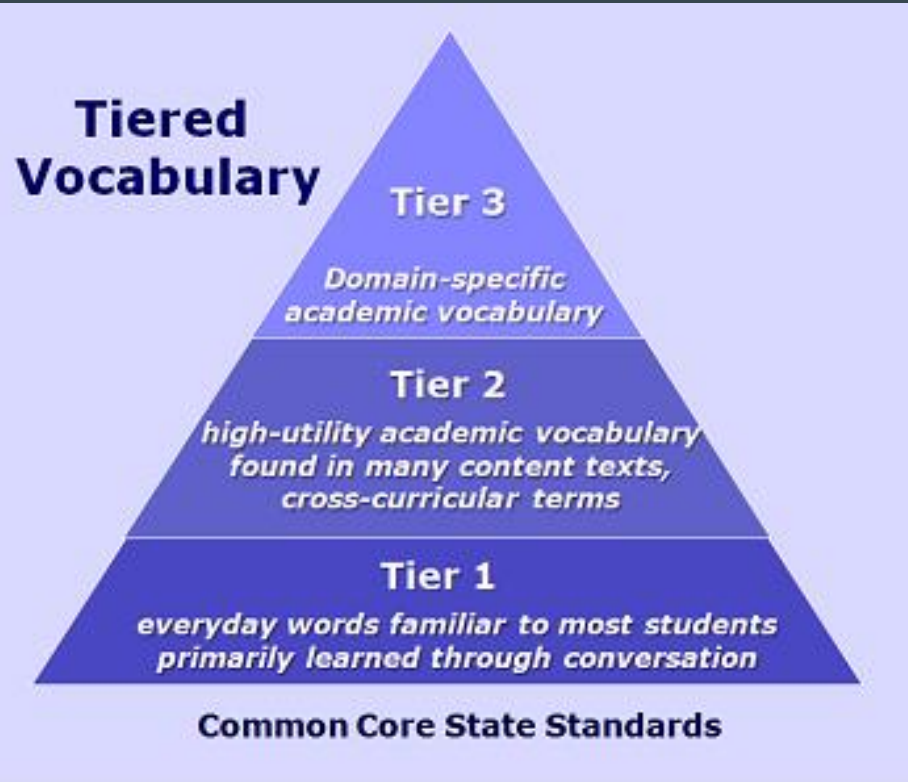 Tiered
Vocabulary
Tier 3
Domain-specific
academic vocabulary
Tier 2
high-utility academic vocabulary
found in many content texts,
cross-curricular terms
Tier 1
everyday words familiar to most students
primarily learned through conversation
Common Core State Standards